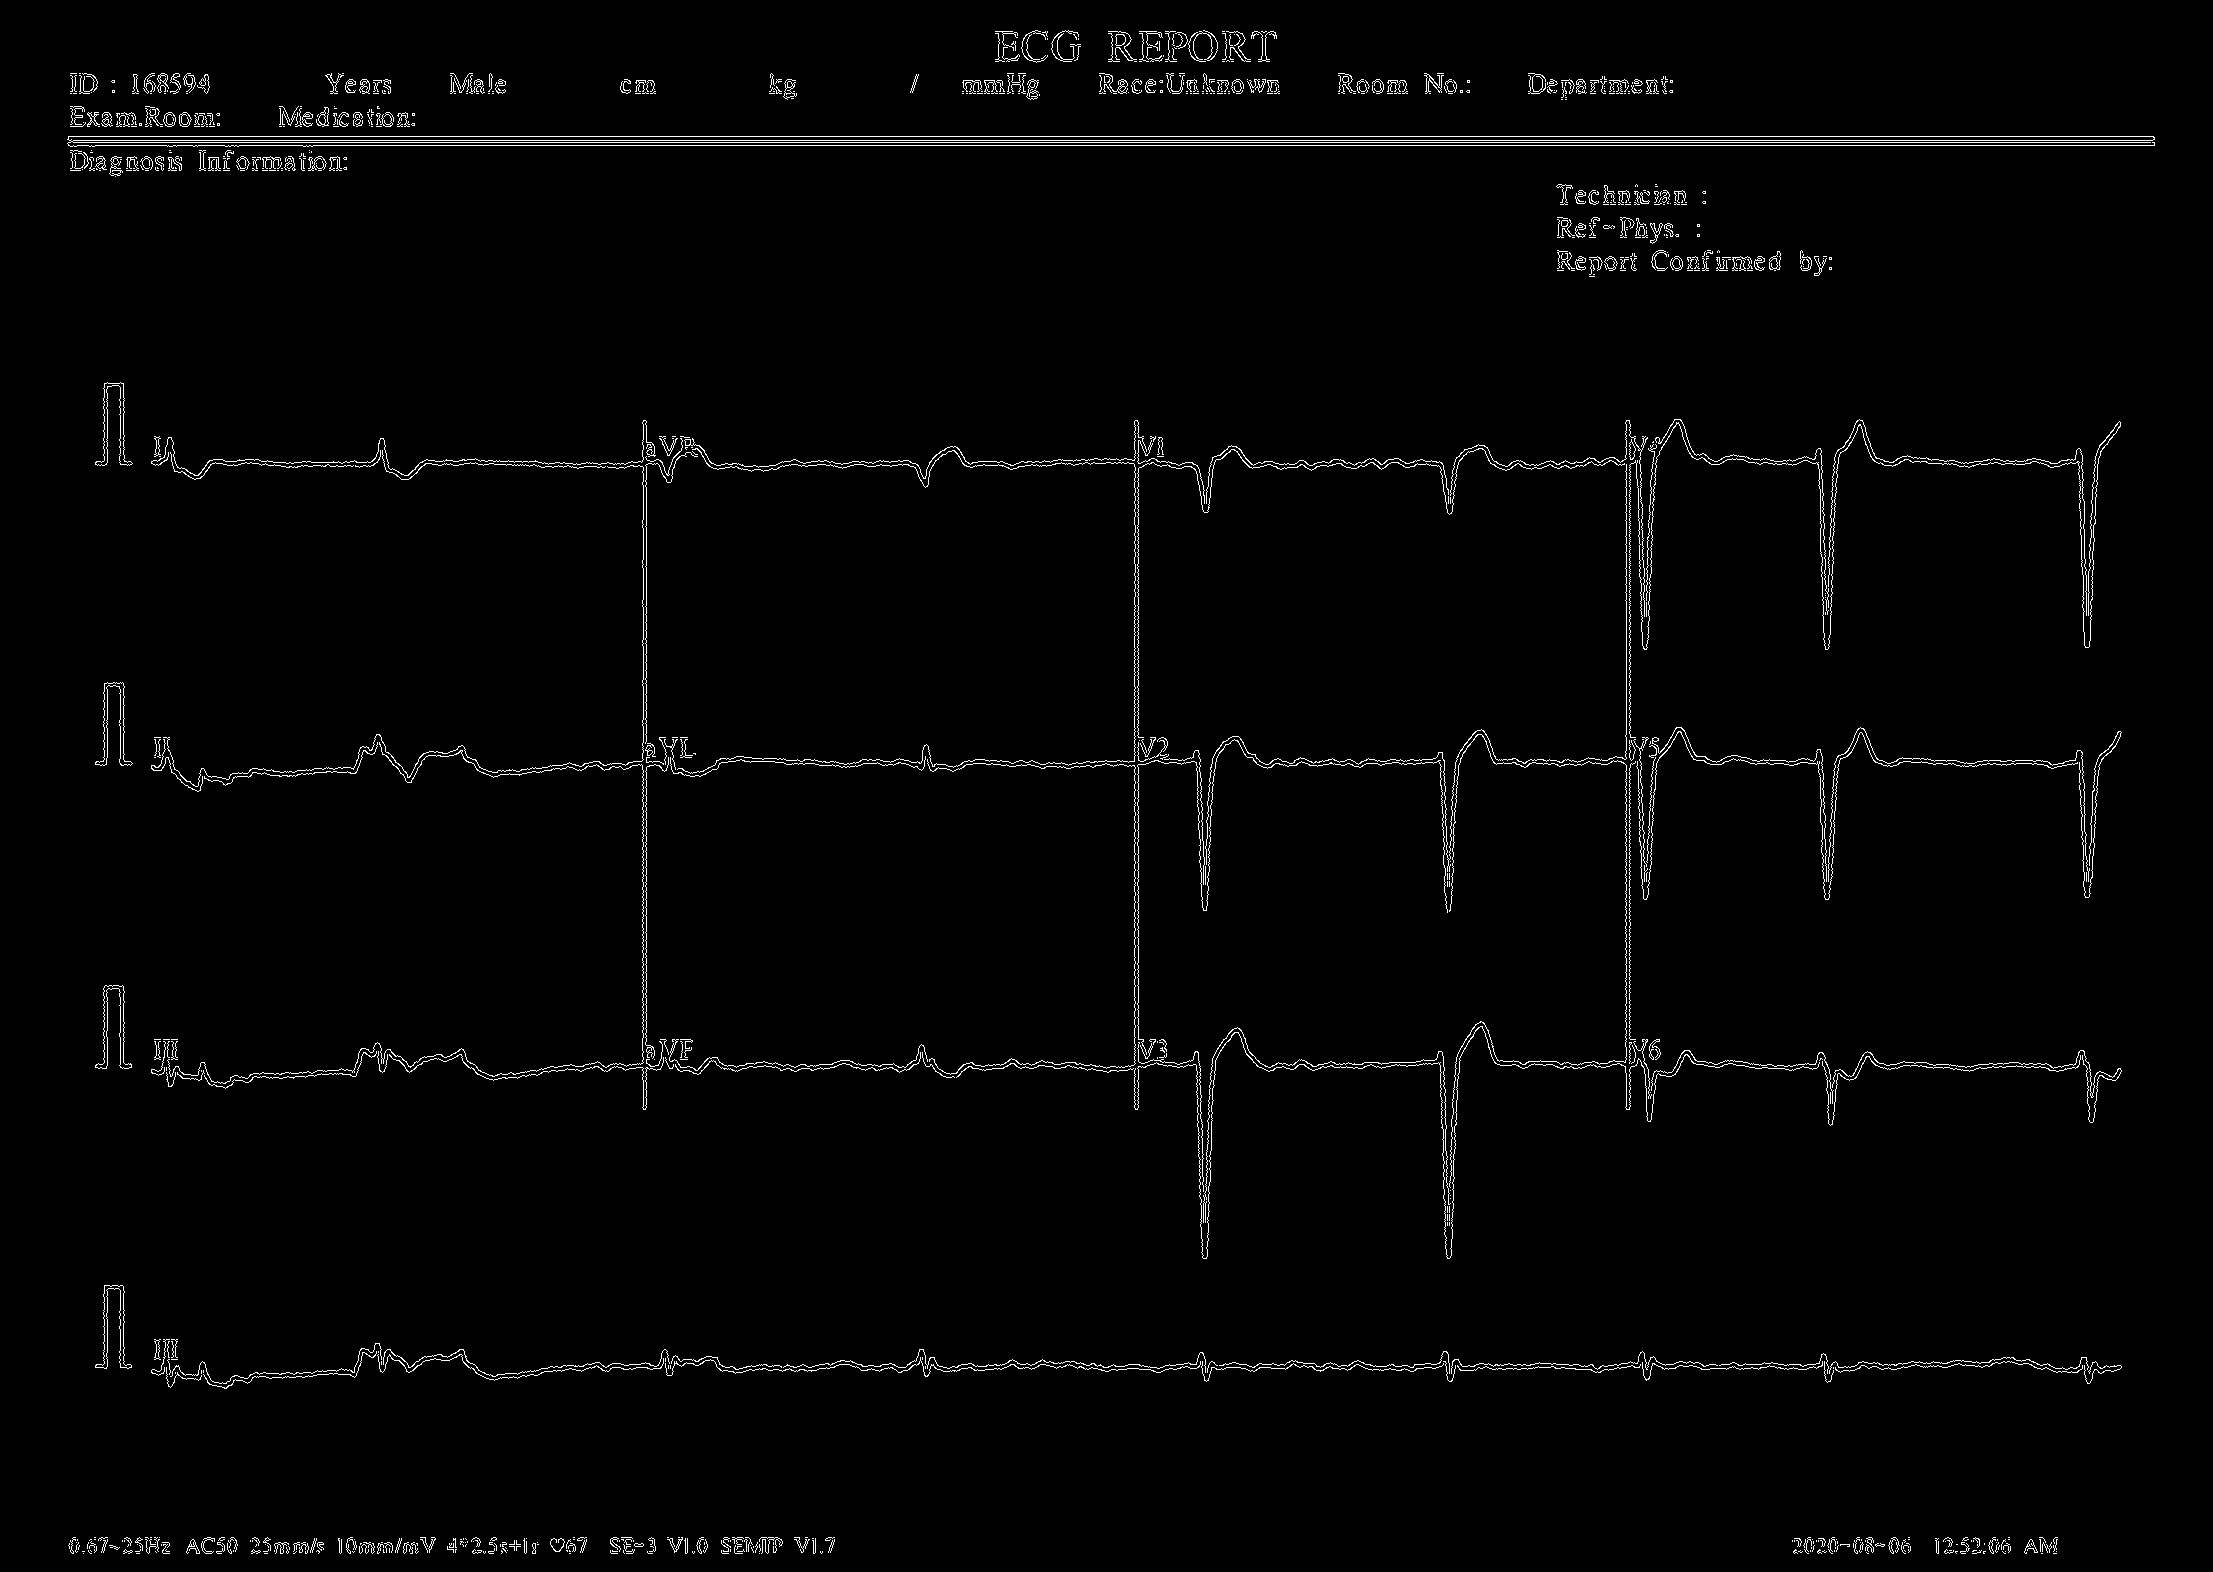 ECG REPORT
ID : 168594 Years Male cm kg / mmHg Race:Unknown Room No.: Department:
Exam.Room: Medication:
Diagnosis Information:
Technician :
Ref-Phys. :
Report Confirmed by:
I aVR V1 V4
II aVL V2 V5
III aVF V3 V6
III
0.67~25Hz AC50 25mm/s 10mm/mV 4*2.5s+1r ♡67 SE-3 V1.0 SEMIP V1.7 2020-08-06 12:52:06 AM